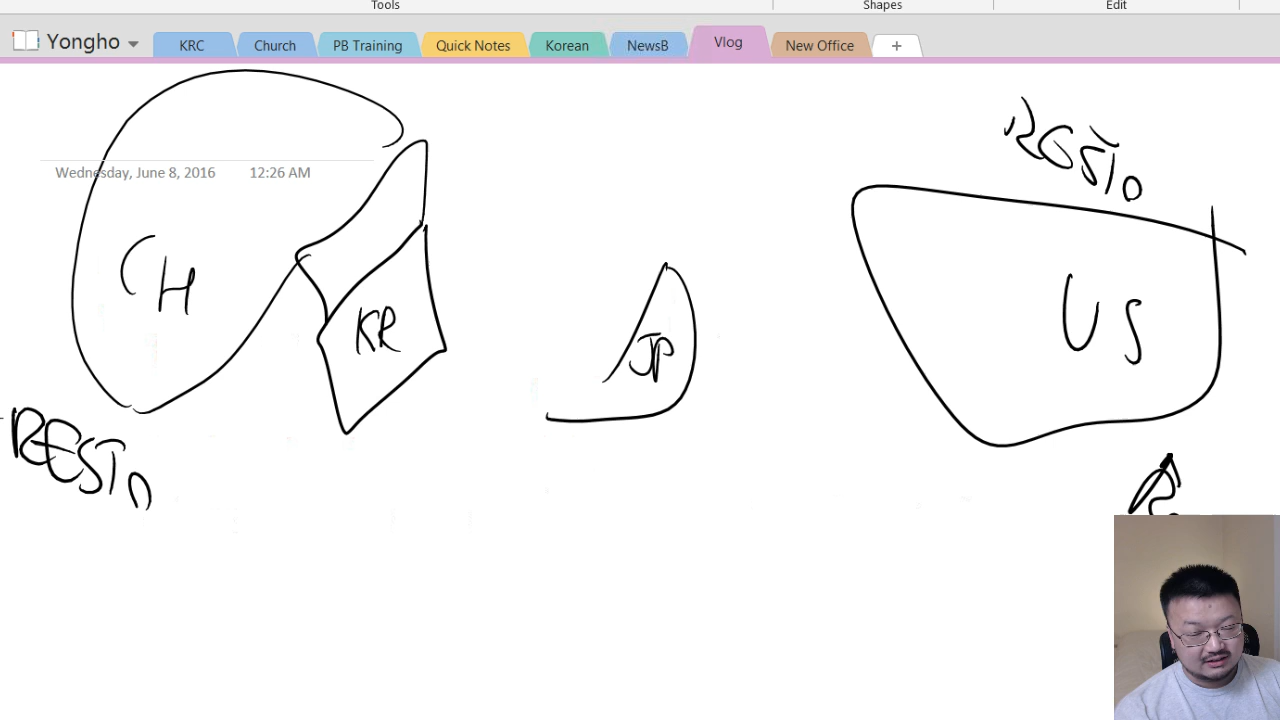 Tools Shapes Edit
Yongho KRC Church PB Training Quick Notes Korean NewsB Vlog New Office +
Wednesday, June 8, 2016 12:26 AM
RESTO
CH
KR
JP
US
RESTO